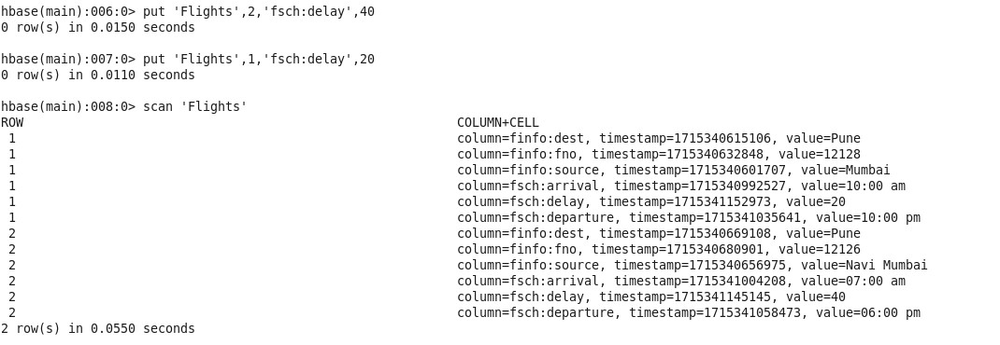 hbase(main):006:0> put 'Flights',2,'fsch:delay',40
0 row(s) in 0.0150 seconds
hbase(main):007:0> put 'Flights',1,'fsch:delay',20
0 row(s) in 0.0110 seconds
hbase(main):008:0> scan 'Flights'
ROW COLUMN+CELL
1 column=finfo:dest, timestamp=1715340615106, value=Pune
1 column=finfo:fno, timestamp=1715340632848, value=12128
1 column=finfo:source, timestamp=1715340601707, value=Mumbai
1 column=fsch:arrival, timestamp=1715340992527, value=10:00 am
1 column=fsch:delay, timestamp=1715341152973, value=20
1 column=fsch:departure, timestamp=1715341035641, value=10:00 pm
2 column=finfo:dest, timestamp=1715340669108, value=Pune
2 column=finfo:fno, timestamp=1715340680901, value=12126
2 column=finfo:source, timestamp=1715340656975, value=Navi Mumbai
2 column=fsch:arrival, timestamp=1715341004208, value=07:00 am
2 column=fsch:delay, timestamp=1715341145145, value=40
2 column=fsch:departure, timestamp=1715341058473, value=06:00 pm
2 row(s) in 0.0550 seconds